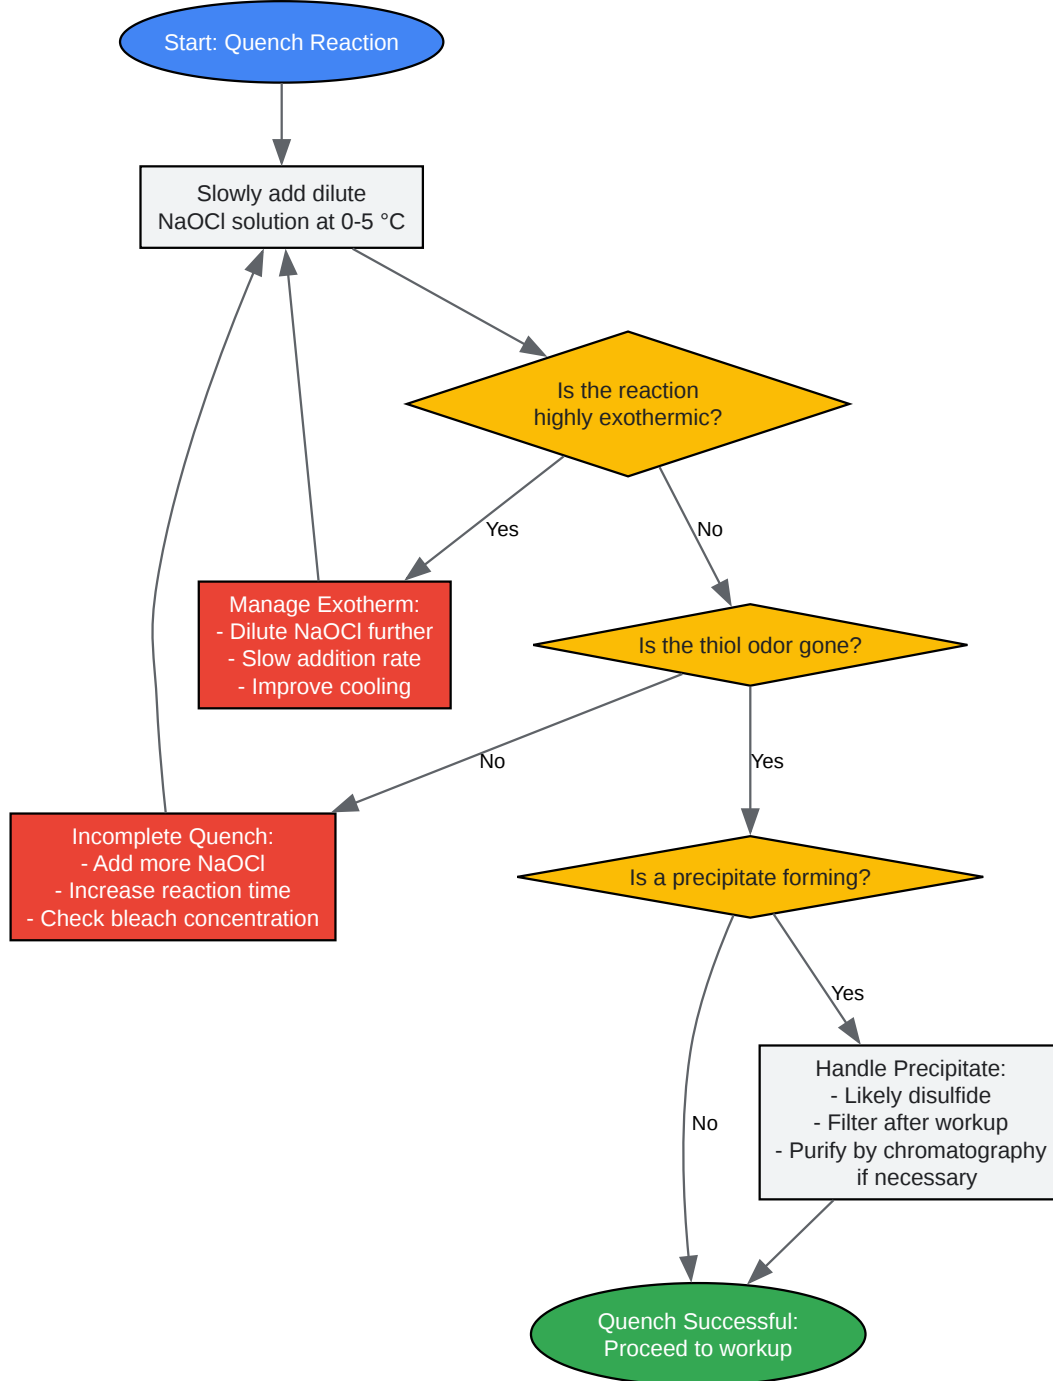 Start: Quench Reaction
Slowly add dilute
NaOCl solution at 0-5 °C
Is the reaction
highly exothermic?
Yes
No
Manage Exotherm:
- Dilute NaOCl further
- Slow addition rate
- Improve cooling
Is the thiol odor gone?
No
Yes
Incomplete Quench:
- Add more NaOCl
- Increase reaction time
- Check bleach concentration
Is a precipitate forming?
Yes
No
Handle Precipitate:
- Likely disulfide
- Filter after workup
- Purify by chromatography
if necessary
Quench Successful:
Proceed to workup